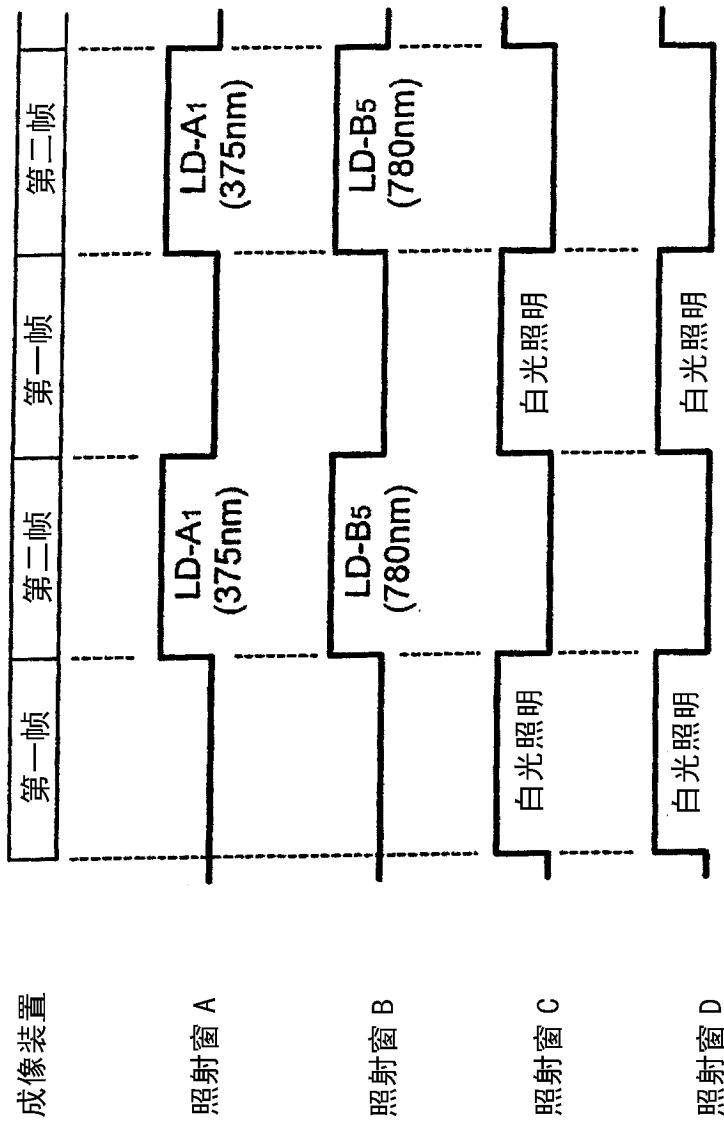 成像装置
第一帧
第二帧
第一帧
第二帧
照射窗 A
LD-A1
(375nm)
LD-A1
(375nm)
照射窗 B
LD-B5
(780nm)
LD-B5
(780nm)
照射窗 C
白光照明
白光照明
照射窗 D
白光照明
白光照明